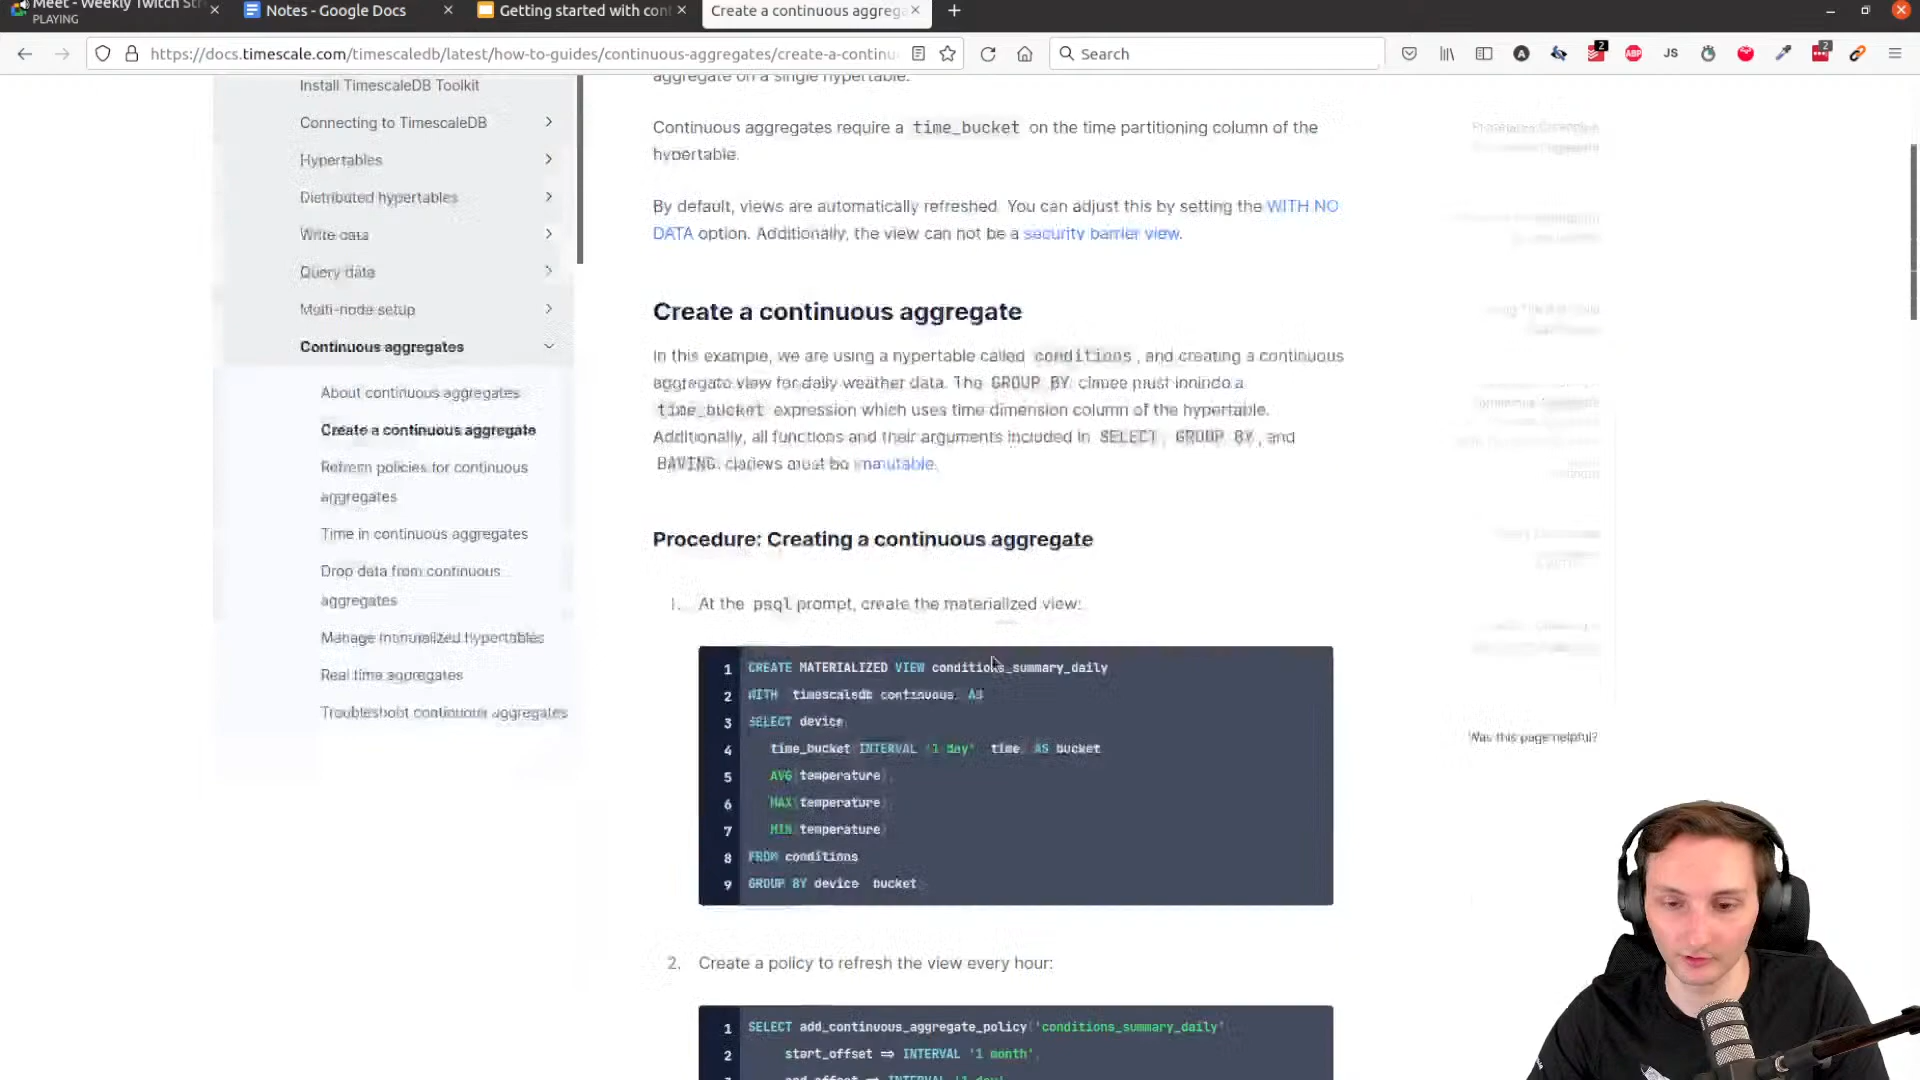 Meet - Weekly Twitch Str
PLAYING
Notes - Google Docs
Getting started with con
Create a continuous aggreg
https://docs.timescale.com/timescaledb/latest/how-to-guides/continuous-aggregates/create-a-continu
Search
2
ABP
JS
2
Install TimescaleDB Toolkit
Connecting to TimescaleDB
Hypertables
Distributed hypertables
Write data
Query data
Multi-node setup
Continuous aggregates
About continuous aggregates
Create a continuous aggregate
Refresh policies for continuous
aggregates
Time in continuous aggregates
Drop data from continuous
aggregates
Manage hypertables
Real time aggregates
Troubleshoot continuous aggregates
aggregate on a single hypertable.
Continuous aggregates require a time_bucket on the time partitioning column of the
hypertable.
By default, views are automatically refreshed. You can adjust this by setting the WITH NO
DATA option. Additionally, the view can not be a security barrier view.
Create a continuous aggregate
In this example, we are using a hypertable called conditions, and creating a continuous
aggregate view for daily weather data. The GROUP BY must a
time_bucket expression which uses time dimension column of the hypertable.
Additionally, all functions and their arguments included in SELECT, GROUP BY, and
must be
Procedure: Creating a continuous aggregate
1. At the psql prompt, create the materialized view:
1 CREATE MATERIALIZED VIEW conditions_summary_daily
2 WITH timescaledb continuous AS
3 SELECT device
4 time_bucket INTERVAL '1 day' time AS bucket
5 AVG temperature
6 MAX temperature
7 MIN temperature
8 FROM conditions
9 GROUP BY device bucket
2. Create a policy to refresh the view every hour:
1 SELECT add_continuous_aggregate_policy('conditions_summary_daily'
2 start_offset => INTERVAL '1 month'
Was this page helpful?